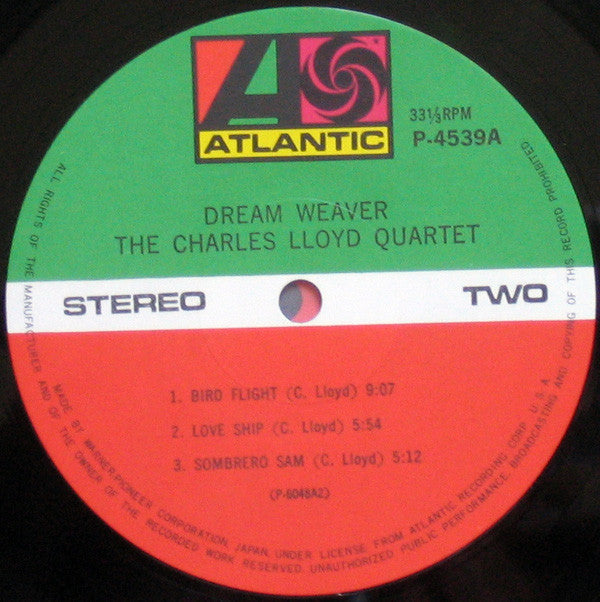 ATLANTIC
33⅓RPM
P-4539A
DREAM WEAVER
THE CHARLES LLOYD QUARTET
STEREO
TWO
1. BIRD FLIGHT (C. Lloyd) 9:07
2. LOVE SHIP (C. Lloyd) 5:54
3. SOMBRERO SAM (C. Lloyd) 5:12
(P-6048A2)
MADE BY WARNER-PIONEER CORPORATION, JAPAN, UNDER LICENSE FROM ATLANTIC RECORDING CORP. U.S.A.
ALL RIGHTS OF THE MANUFACTURER AND OF THE OWNER OF THE RECORDED WORK RESERVED. UNAUTHORIZED PUBLIC PERFORMANCE, BROADCASTING AND COPYING OF THIS RECORD PROHIBITED.